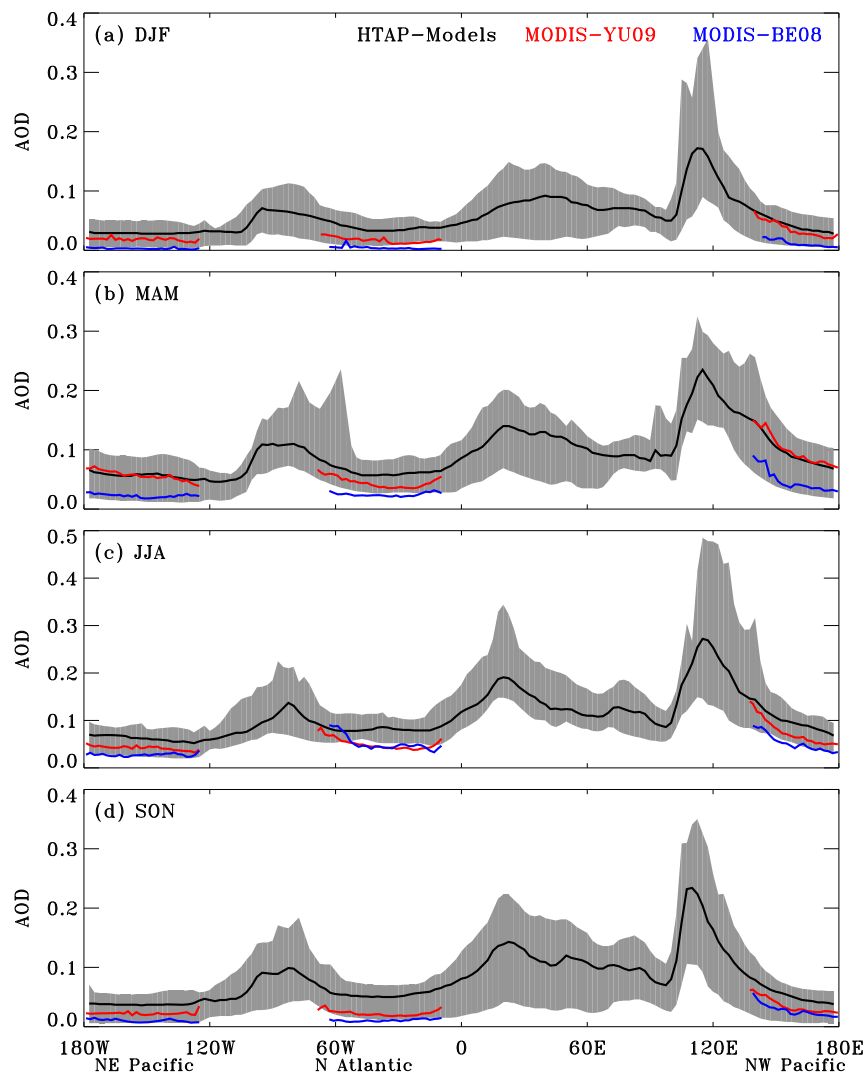 (a) DJF HTAP-Models MODIS-YU09 MODIS-BE08
AOD
0.4
0.3
0.2
0.1
0.0
(b) MAM
AOD
0.4
0.3
0.2
0.1
0.0
(c) JJA
AOD
0.5
0.4
0.3
0.2
0.1
0.0
(d) SON
AOD
0.4
0.3
0.2
0.1
0.0
180W 120W 60W 0 60E 120E 180E
NE Pacific N Atlantic NW Pacific